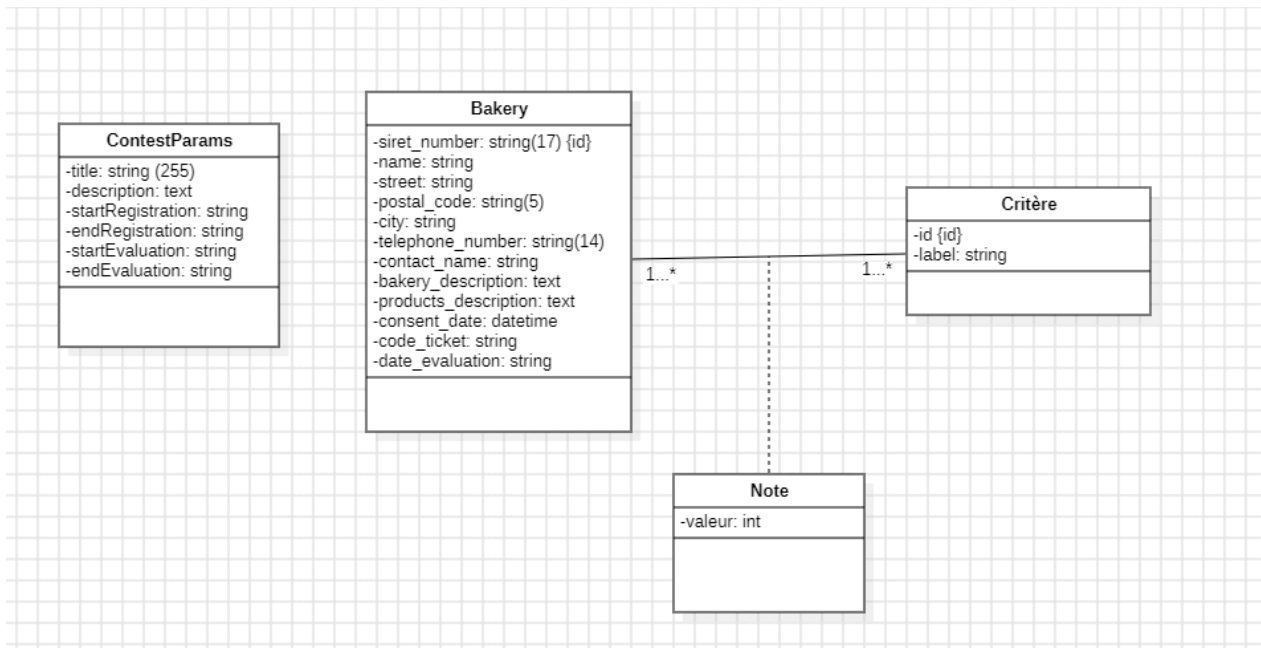 ContestParams
-title: string (255)
-description: text
-startRegistration: string
-endRegistration: string
-startEvaluation: string
-endEvaluation: string
Bakery
-siret_number: string(17) {id}
-name: string
-street: string
-postal_code: string(5)
-city: string
-telephone_number: string(14)
-contact_name: string
-bakery_description: text
-products_description: text
-consent_date: datetime
-code_ticket: string
-date_evaluation: string
1...*
1...*
Critère
-id {id}
-label: string
Note
-valeur: int